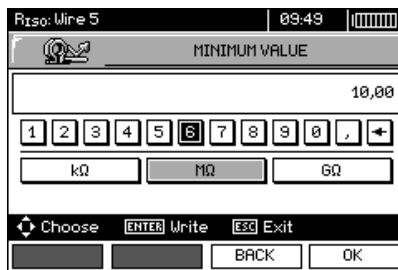 RISO: Wire 5 09:49
MINIMUM VALUE
10,00
1 2 3 4 5 6 7 8 9 0 , ←
kΩ MΩ GΩ
Choose ENTER Write ESC Exit
BACK OK